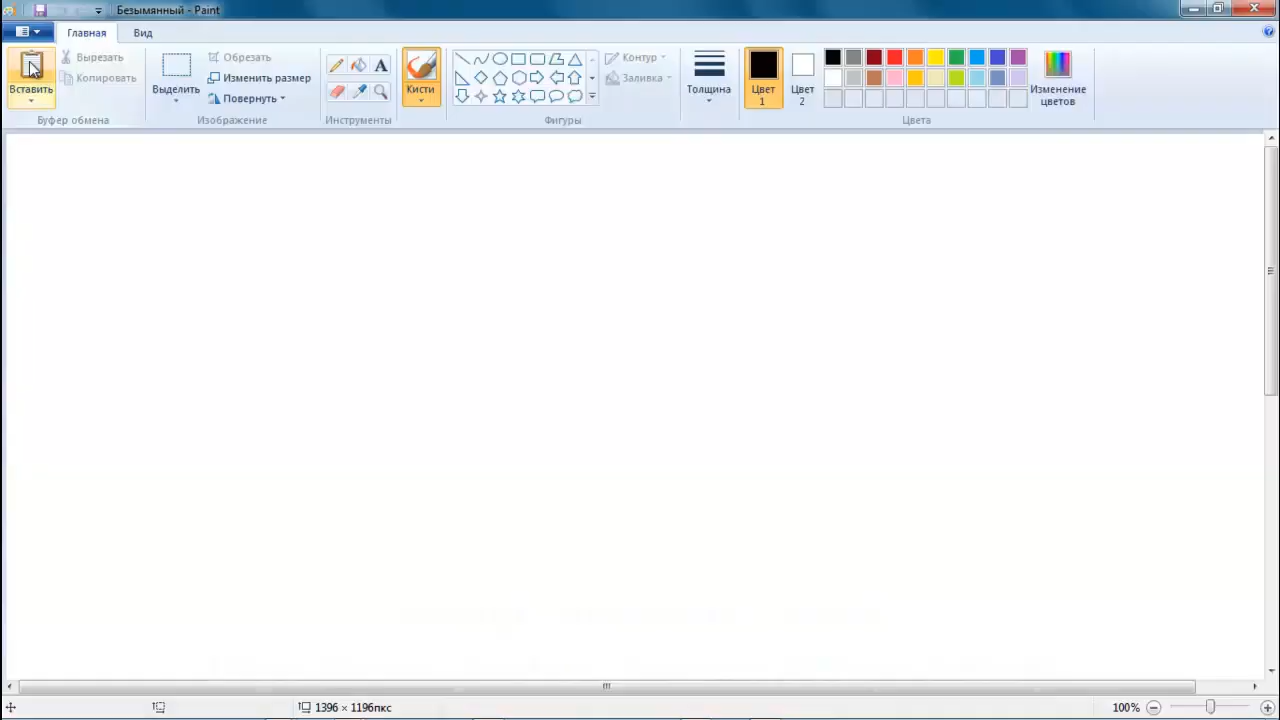 Безымянный - Paint
Главная Вид
Вставить
Вырезать
Копировать
Буфер обмена
Выделить
Обрезать
Изменить размер
Повернуть
Изображение
A
Инструменты
Кисти
Контур
Заливка
Фигуры
Толщина
Цвет 1
Цвет 2
Изменение цветов
Цвета
1396 × 1196пкс
100%